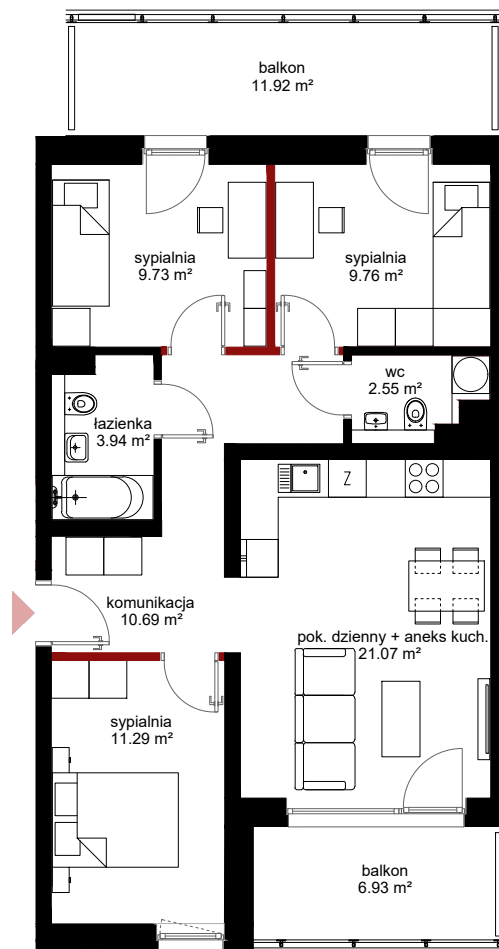 balkon
11.92 m²
sypialnia
9.73 m²
sypialnia
9.76 m²
wc
2.55 m²
łazienka
3.94 m²
Z
komunikacja
10.69 m²
pok. dzienny + aneks kuch.
21.07 m²
sypialnia
11.29 m²
balkon
6.93 m²